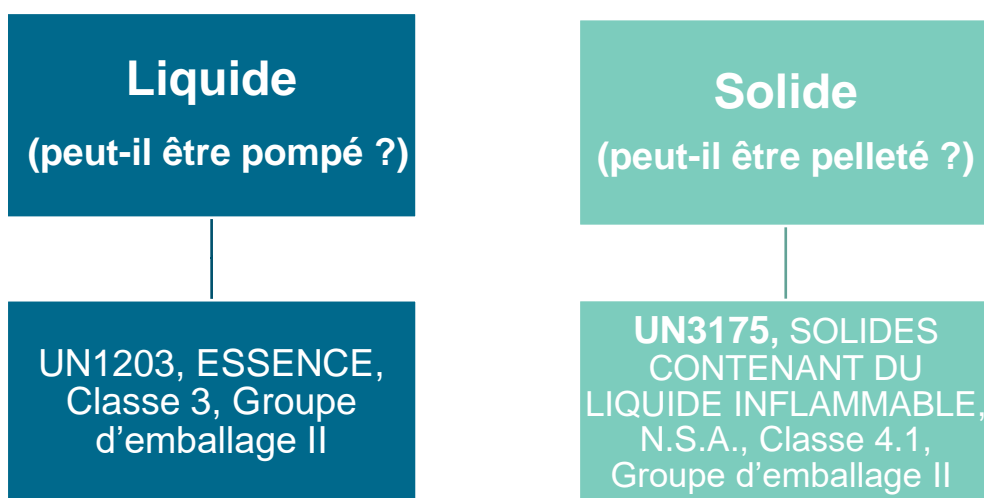 Liquide
(peut-il être pompé ?)
UN1203, ESSENCE,
Classe 3, Groupe
d’emballage II
Solide
(peut-il être pelleté ?)
UN3175, SOLIDES
CONTENANT DU
LIQUIDE INFLAMMABLE,
N.S.A., Classe 4.1,
Groupe d’emballage II